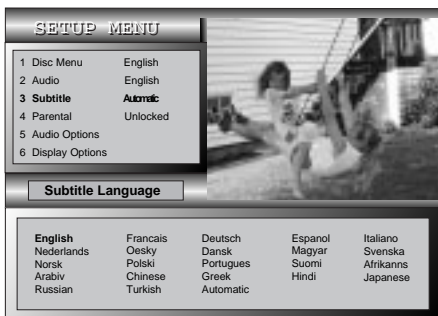 SETUP MENU
1 Disc Menu English
2 Audio English
3 Subtitle Automatic
4 Parental Unlocked
5 Audio Options
6 Display Options
Subtitle Language
English Francais Deutsch Espanol Italiano
Nederlands Oesky Dansk Magyar Svenska
Norsk Polski Portugues Suomi Afrikanns
Arabiv Chinese Greek Hindi Japanese
Russian Turkish Automatic